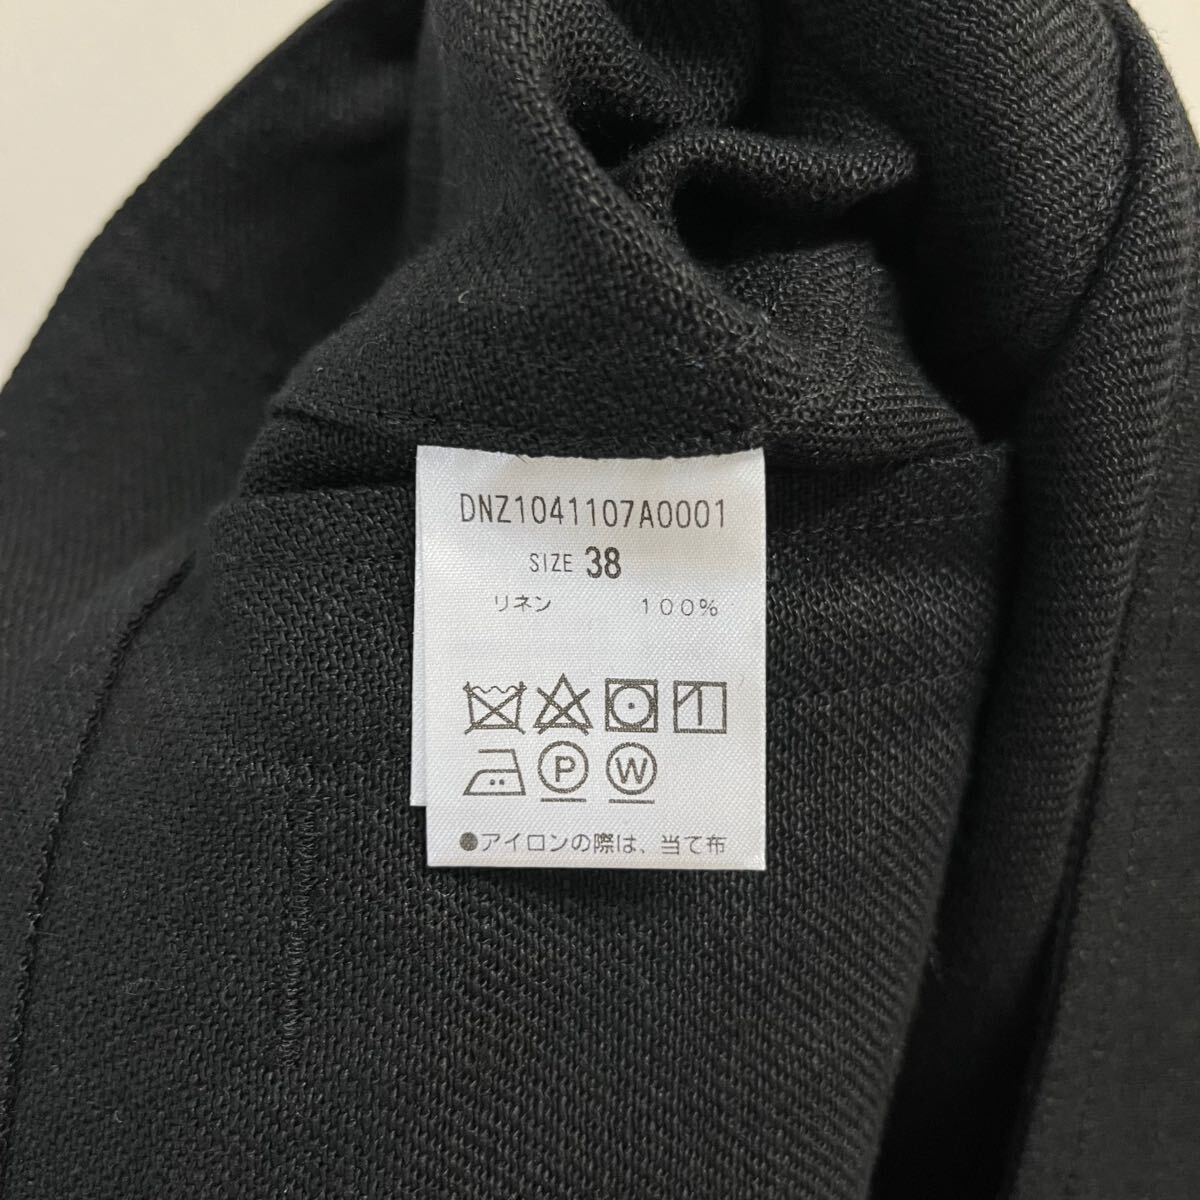 DNZ1041107A0001
SIZE 38
リネン 100%
P W
●アイロンの際は、当て布